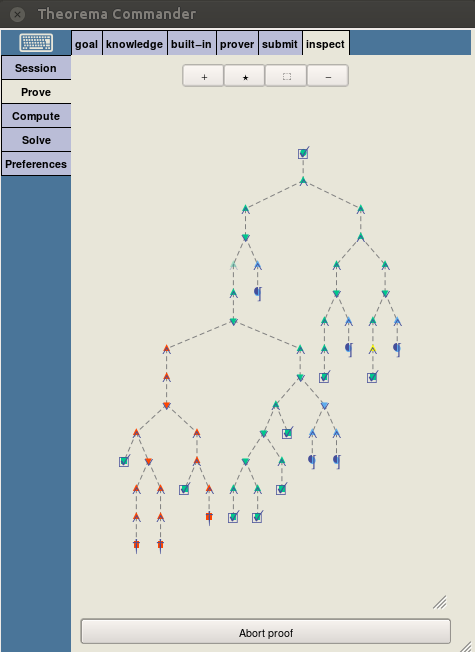 Theorema Commander
goal knowledge built-in prover submit inspect
Session
Prove
Compute
Solve
Preferences
+ ★ −
Abort proof